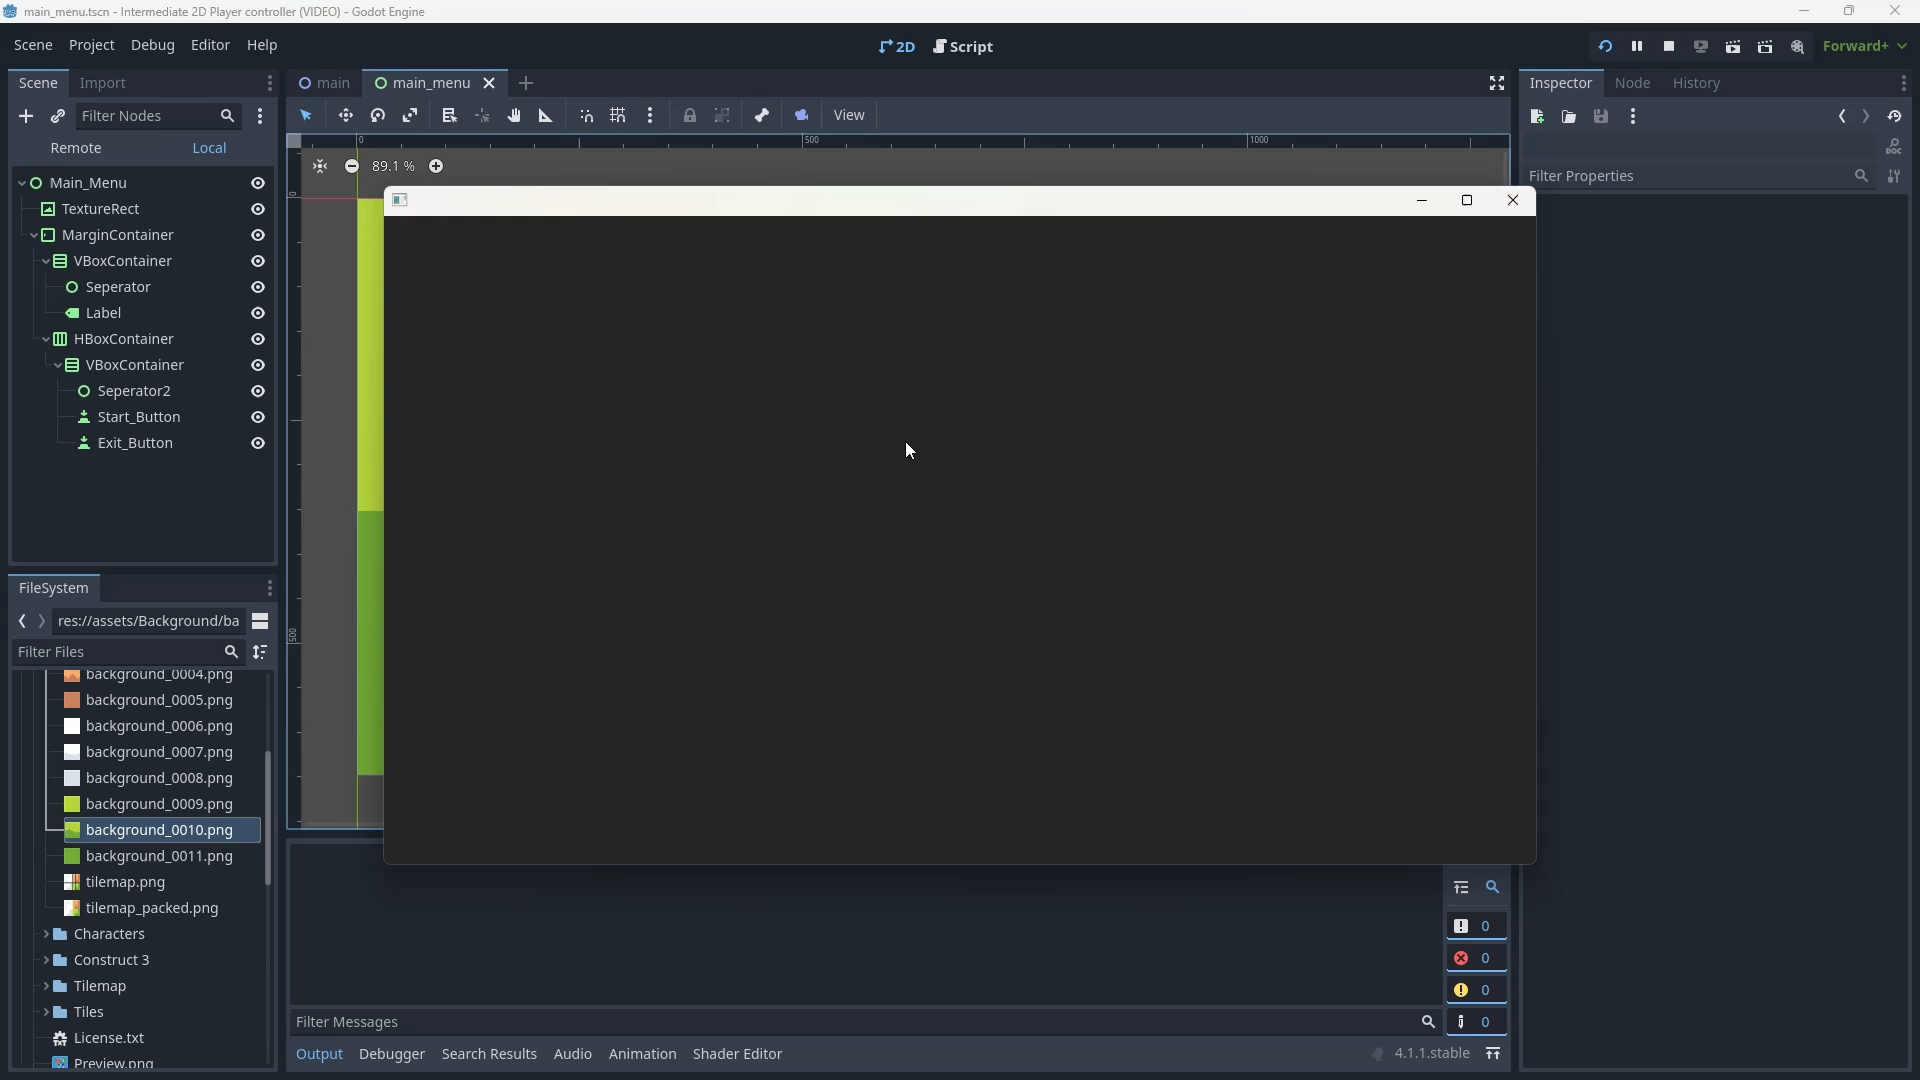 main_menu.tscn - Intermediate 2D Player controller (VIDEO) - Godot Engine
Scene Project Debug Editor Help
2D Script
Forward+
Scene Import
main main_menu
Inspector Node History
Filter Nodes
View
Remote Local
0 500 1000
89.1 %
Filter Properties
Main_Menu
TextureRect
MarginContainer
VBoxContainer
Seperator
Label
HBoxContainer
VBoxContainer
Seperator2
Start_Button
Exit_Button
0
500
FileSystem
res://assets/Background/ba
Filter Files
background_0004.png
background_0005.png
background_0006.png
background_0007.png
background_0008.png
background_0009.png
background_0010.png
background_0011.png
tilemap.png
tilemap_packed.png
Characters
Construct 3
Tilemap
Tiles
License.txt
Preview.png
0
0
0
0
Filter Messages
Output Debugger Search Results Audio Animation Shader Editor
4.1.1.stable